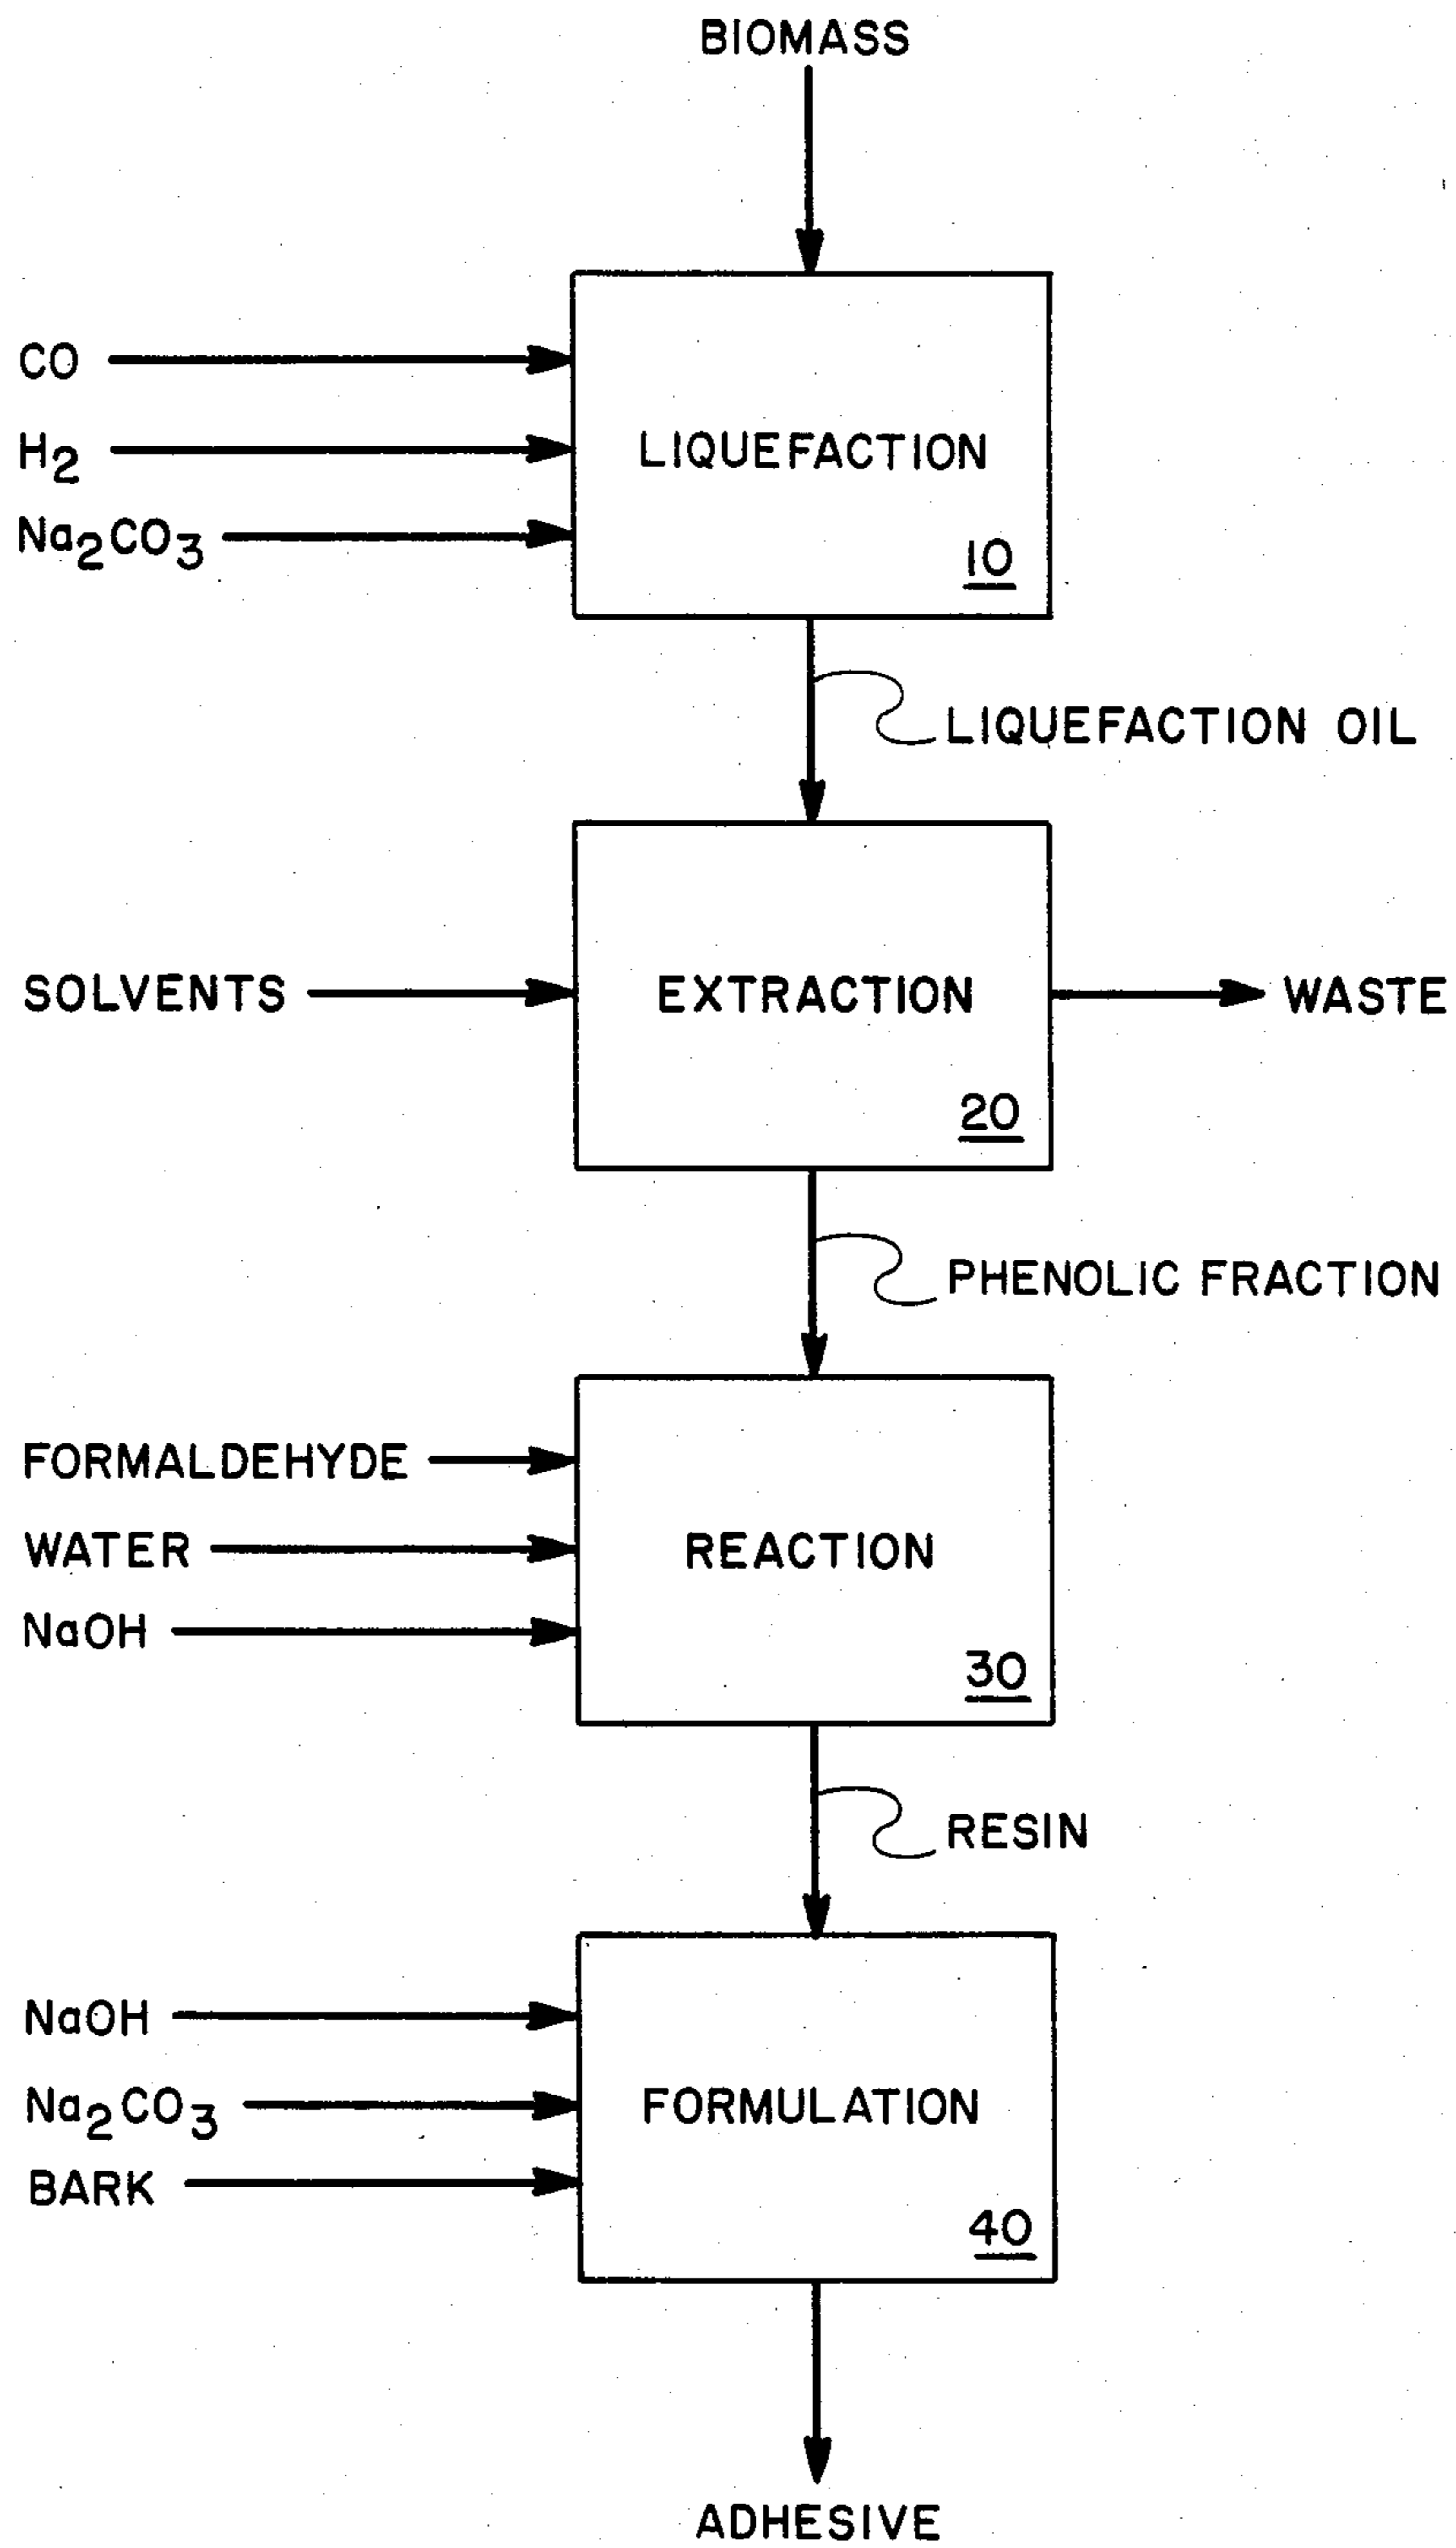 BIOMASS
CO
H2
Na2CO3
LIQUEFACTION
10
LIQUEFACTION OIL
SOLVENTS
EXTRACTION
WASTE
20
PHENOLIC FRACTION
FORMALDEHYDE
WATER
NaOH
REACTION
30
RESIN
NaOH
Na2CO3
BARK
FORMULATION
40
ADHESIVE